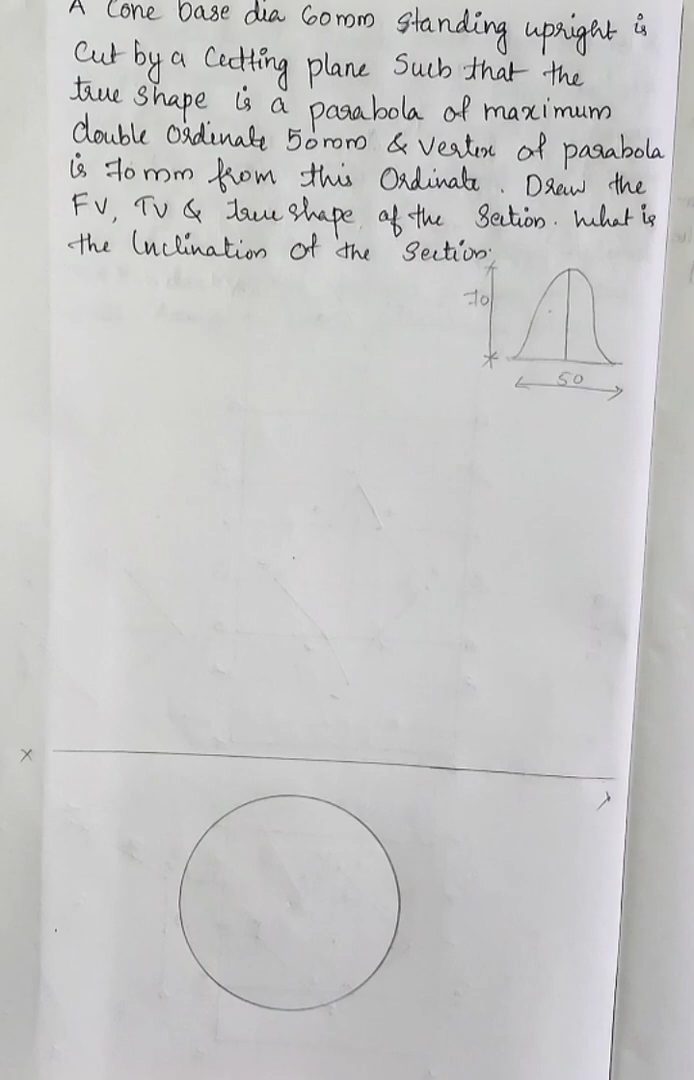 A Cone base dia 60mm standing upright is
Cut by a Cectting plane Such that the
true shape is a parabola of maximum
double Ordinate 50mm & Vertex of parabola
is 70mm from this Ordinate. Draw the
FV, TV & true shape of the Section. What is
the Inclination of the Section.
70
50
X
Y